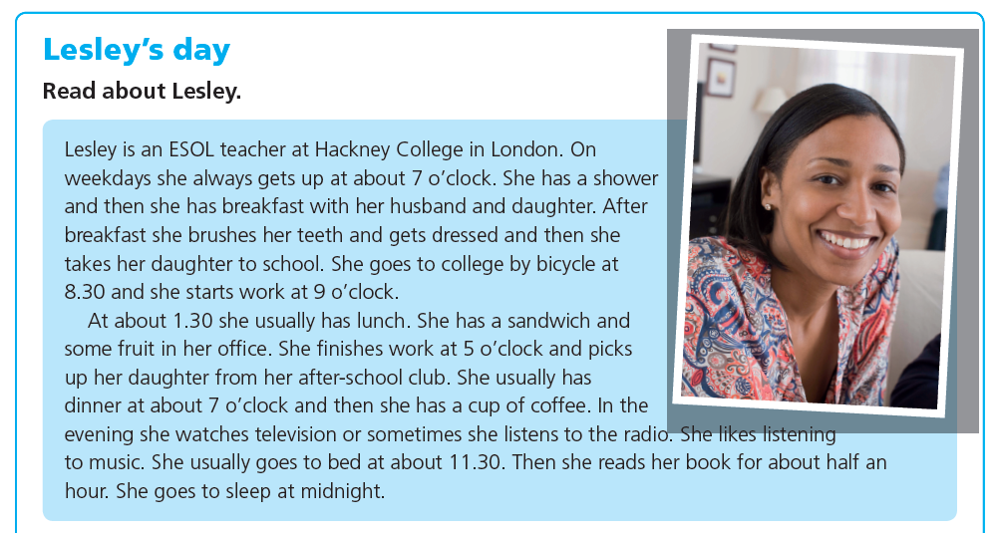 Lesley’s day
Read about Lesley.
Lesley is an ESOL teacher at Hackney College in London. On
weekdays she always gets up at about 7 o’clock. She has a shower
and then she has breakfast with her husband and daughter. After
breakfast she brushes her teeth and gets dressed and then she
takes her daughter to school. She goes to college by bicycle at
8.30 and she starts work at 9 o’clock.
At about 1.30 she usually has lunch. She has a sandwich and
some fruit in her office. She finishes work at 5 o’clock and picks
up her daughter from her after-school club. She usually has
dinner at about 7 o’clock and then she has a cup of coffee. In the
evening she watches television or sometimes she listens to the radio. She likes listening
to music. She usually goes to bed at about 11.30. Then she reads her book for about half an
hour. She goes to sleep at midnight.